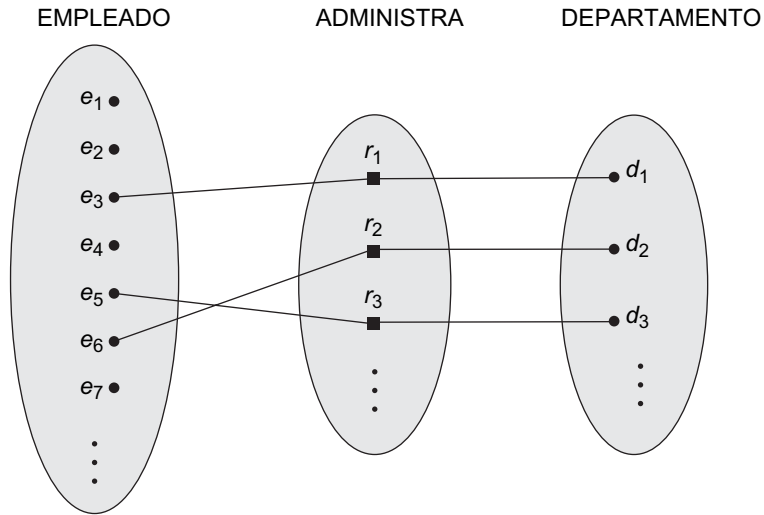 EMPLEADO ADMINISTRA DEPARTAMENTO
e1
e2
e3
e4
e5
e6
e7
r1
r2
r3
d1
d2
d3